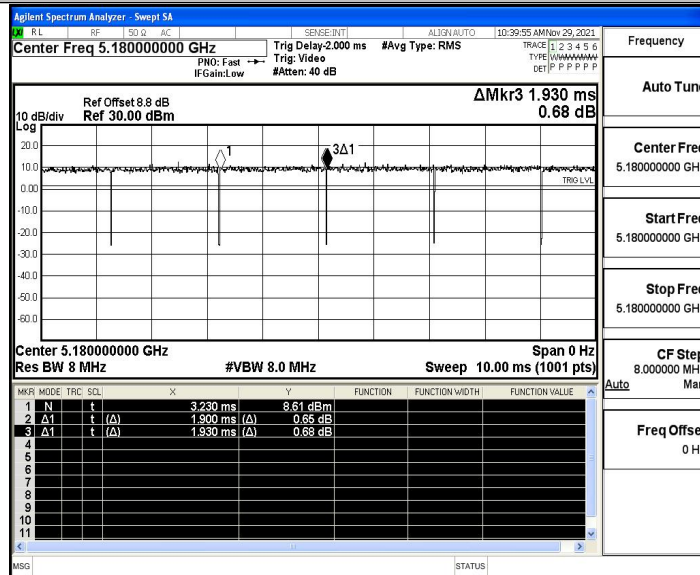 Agilent Spectrum Analyzer - Swept SA
RL RF 50 Ω AC SENSE:INT ALIGN AUTO 10:39:55 AM Nov 29, 2021
Center Freq 5.180000000 GHz
PNO: Fast
IFGain:Low
Trig Delay-2.000 ms
Trig: Video
#Atten: 40 dB
#Avg Type: RMS
TRACE 1 2 3 4 5 6
TYPE
DET P P P P P P
Frequency
Auto Tune
Center Freq
5.180000000 GH
Start Freq
5.180000000 GH
Stop Freq
5.180000000 GH
CF Step
8.000000 MH
Auto Man
Freq Offset
0 H
ΔMkr3 1.930 ms
0.68 dB
Ref Offset 8.8 dB
10 dB/div Ref 30.00 dBm
Log
20.0
10.0
0.00
-10.0
-20.0
-30.0
-40.0
-50.0
-60.0
1
3Δ1
TRIG LVL
Center 5.180000000 GHz Span 0 Hz
Res BW 8 MHz #VBW 8.0 MHz Sweep 10.00 ms (1001 pts)
MKR MODE TRC SCL X Y FUNCTION FUNCTION WIDTH FUNCTION VALUE
1 N t 3.230 ms 8.61 dBm
2 Δ1 t (Δ) 1.900 ms (Δ) 0.65 dB
3 Δ1 t (Δ) 1.930 ms (Δ) 0.68 dB
4
5
6
7
8
9
10
11
MSG STATUS